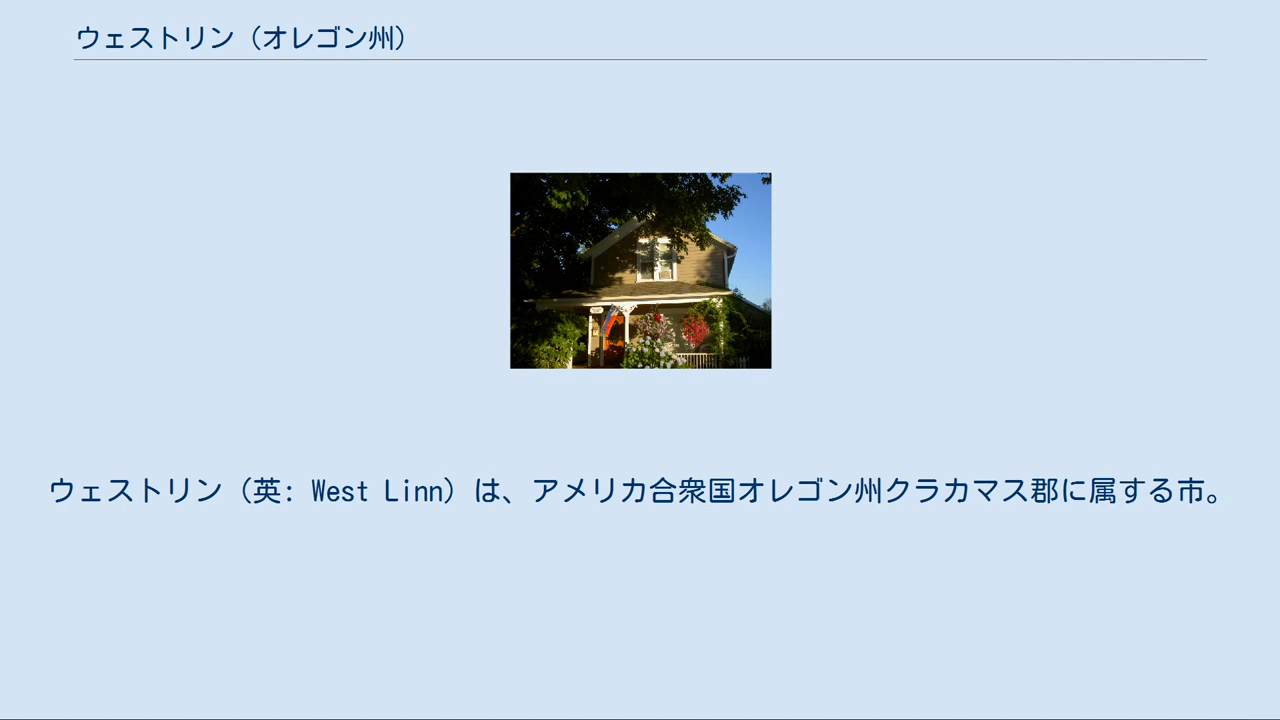 ウェストリン（オレゴン州）
ウェストリン（英: West Linn）は、アメリカ合衆国オレゴン州クラカマス郡に属する市。